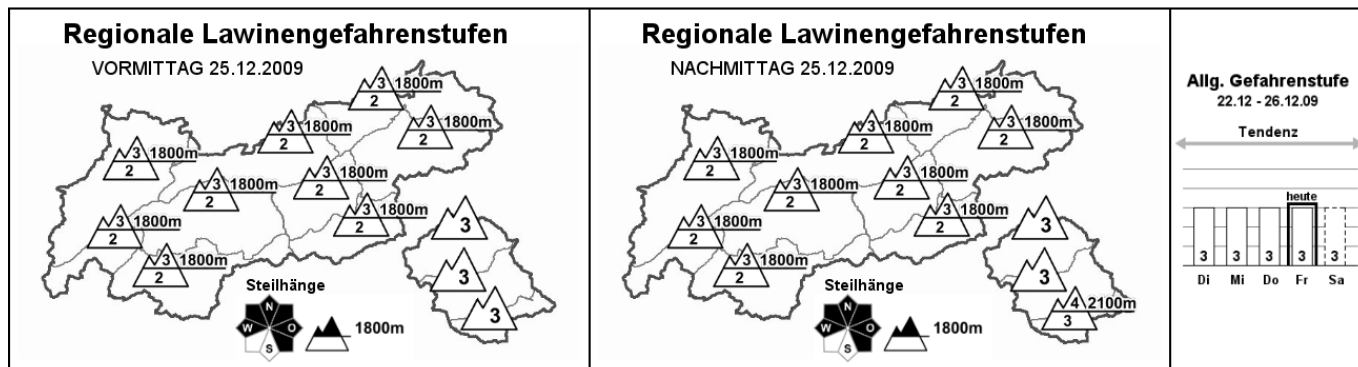 Regionale Lawinengefahrenstufen
VORMITTAG 25.12.2009
3 1800m
2
3 1800m
2
3 1800m
2
3 1800m
2
3 1800m
2
3 1800m
2
3 1800m
2
3 1800m
2
3 1800m
2
3
3
3
Steilhänge
N
W O
S
1800m
Regionale Lawinengefahrenstufen
NACHMITTAG 25.12.2009
3 1800m
2
3 1800m
2
3 1800m
2
3 1800m
2
3 1800m
2
3 1800m
2
3 1800m
2
3 1800m
2
3 1800m
2
3
3
4 2100m
3
Steilhänge
N
W O
S
1800m
Allg. Gefahrenstufe
22.12 - 26.12.09
Tendenz
heute
3 3 3 3 3
Di Mi Do Fr Sa